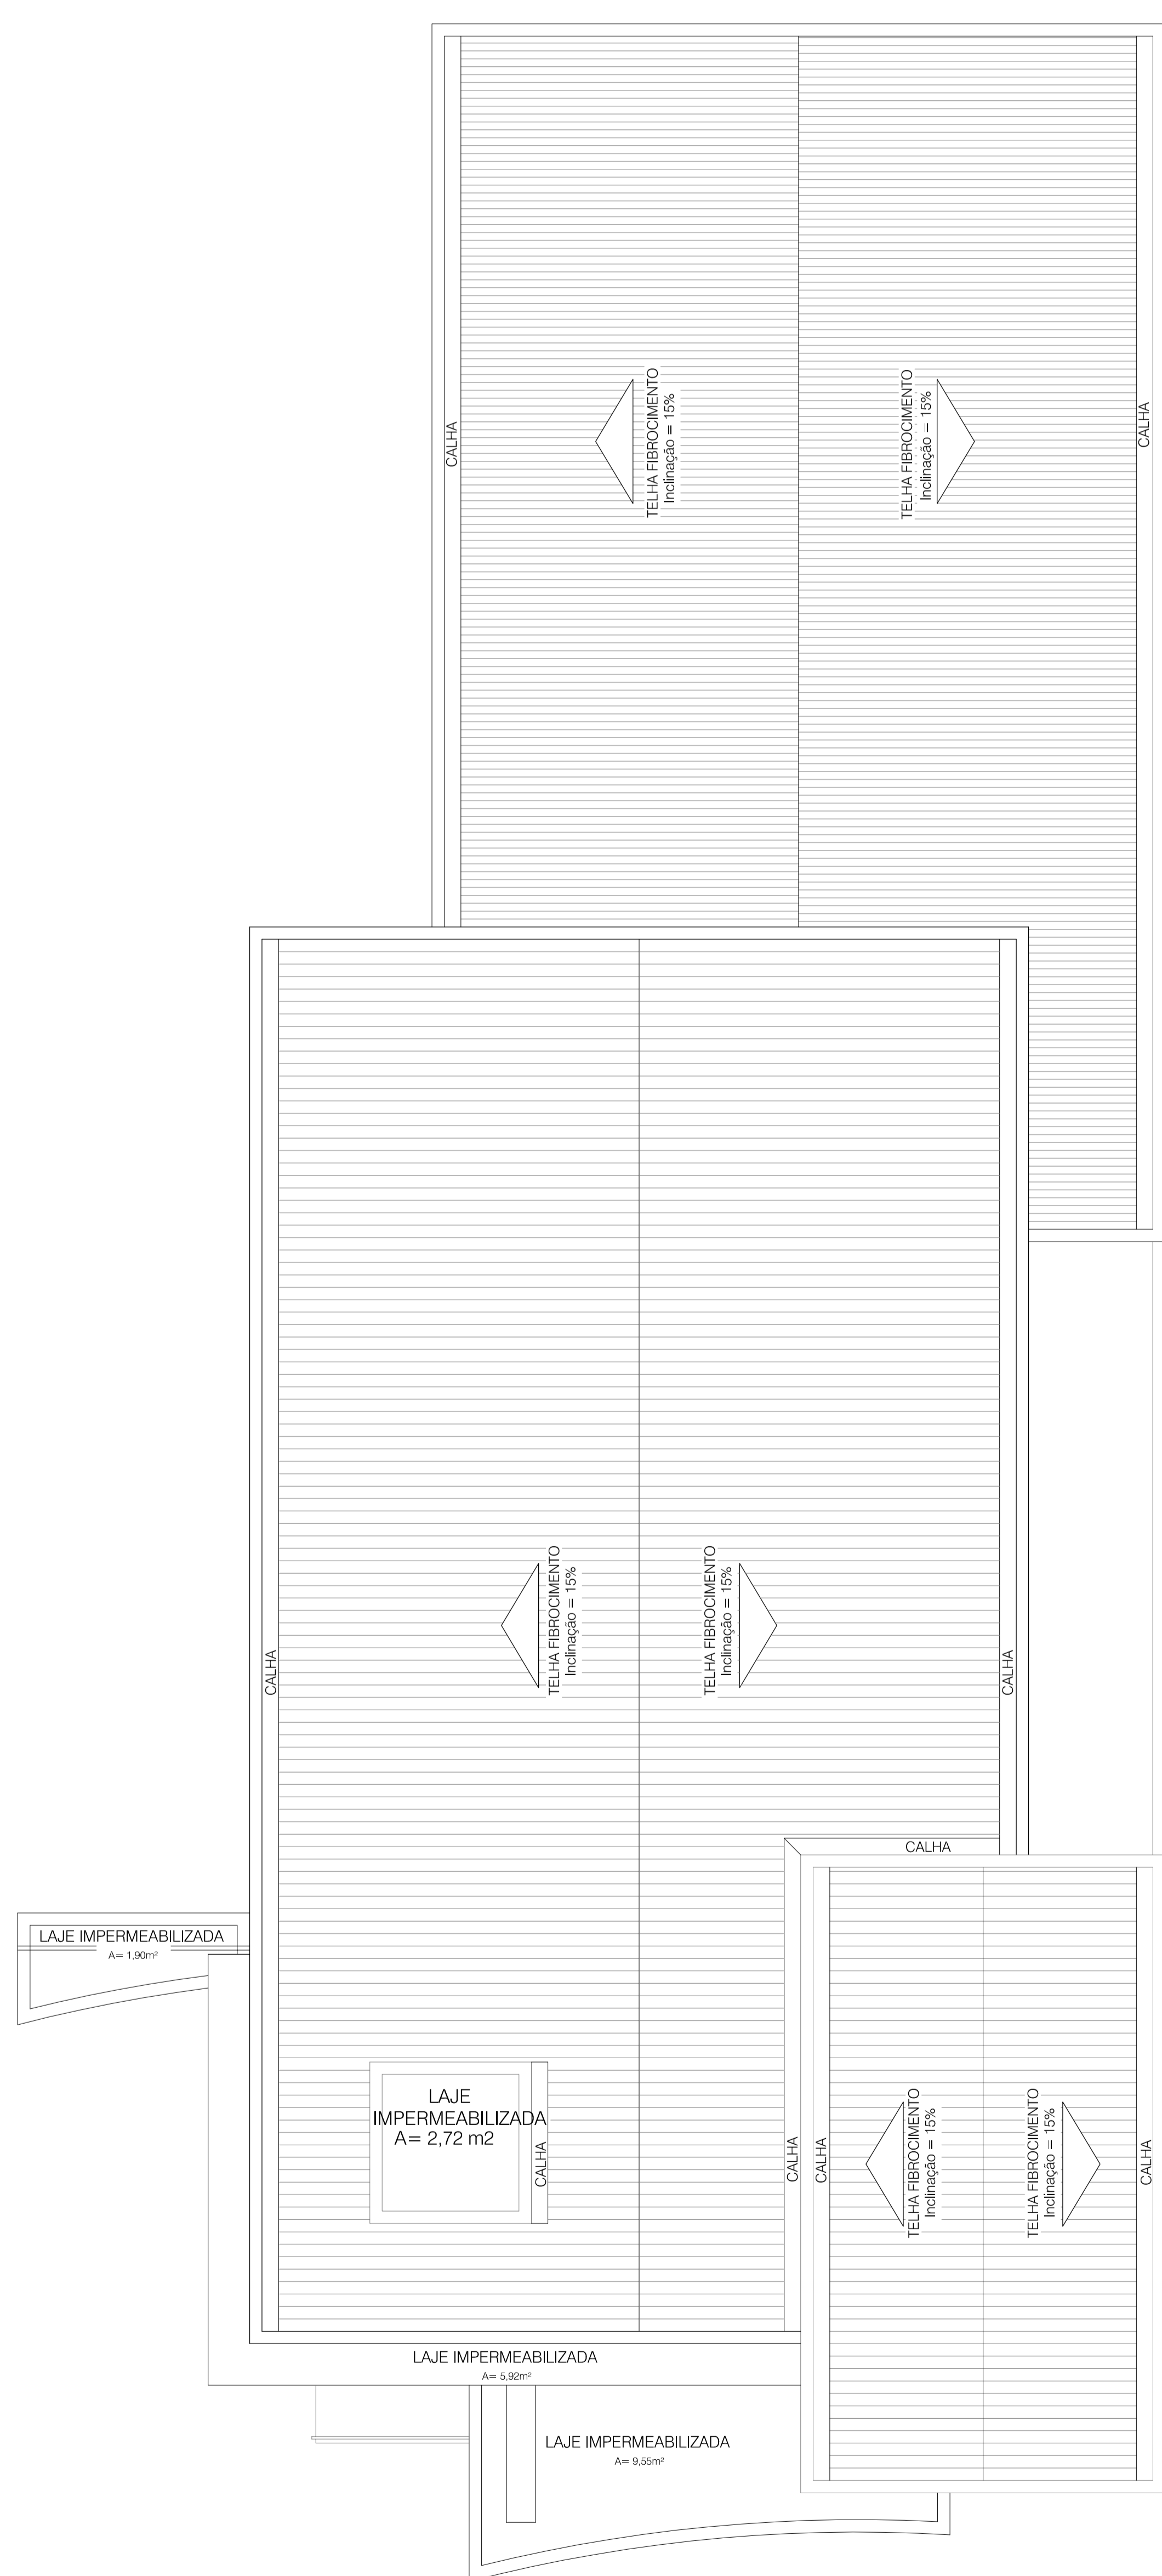 CALHA
TELHA FIBROCIMENTO
Inclinação = 15%
TELHA FIBROCIMENTO
Inclinação = 15%
CALHA
CALHA
TELHA FIBROCIMENTO
Inclinação = 15%
TELHA FIBROCIMENTO
Inclinação = 15%
CALHA
CALHA
LAJE IMPERMEABILIZADA
A= 1,90m²
LAJE
IMPERMEABILIZADA
A= 2,72 m2
CALHA
CALHA
CALHA
TELHA FIBROCIMENTO
Inclinação = 15%
TELHA FIBROCIMENTO
Inclinação = 15%
CALHA
LAJE IMPERMEABILIZADA
A= 5,92m²
LAJE IMPERMEABILIZADA
A= 9,55m²